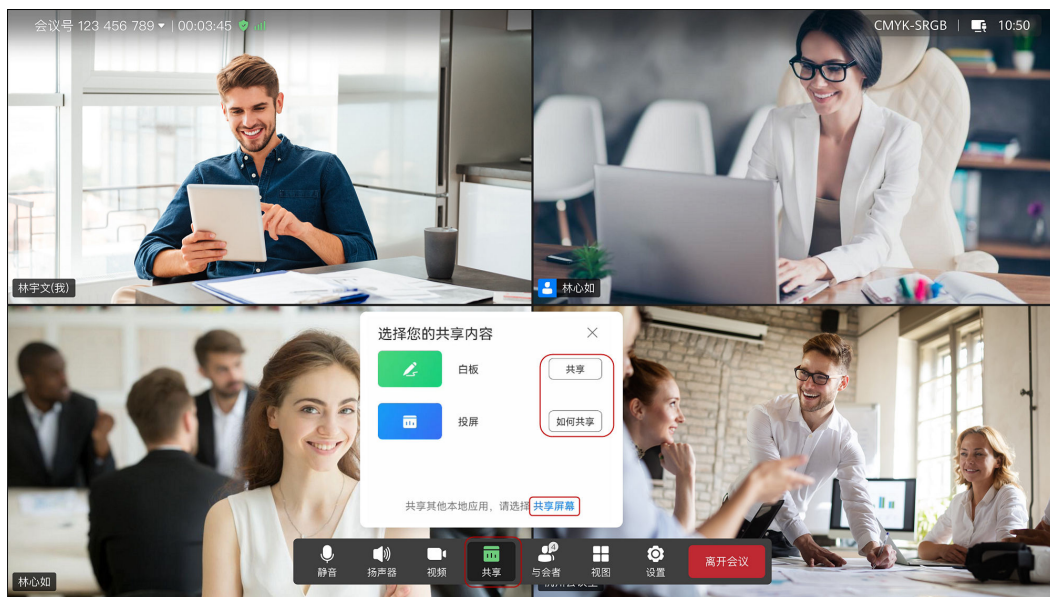 会议号 123 456 789 | 00:03:45
CMYK-SRGB | 10:50
林宇文(我)
林心如
选择您的共享内容
白板
共享
投屏
如何共享
共享其他本地应用，请选择 共享屏幕
静音
扬声器
视频
共享
4
与会者
视图
设置
离开会议
林心如